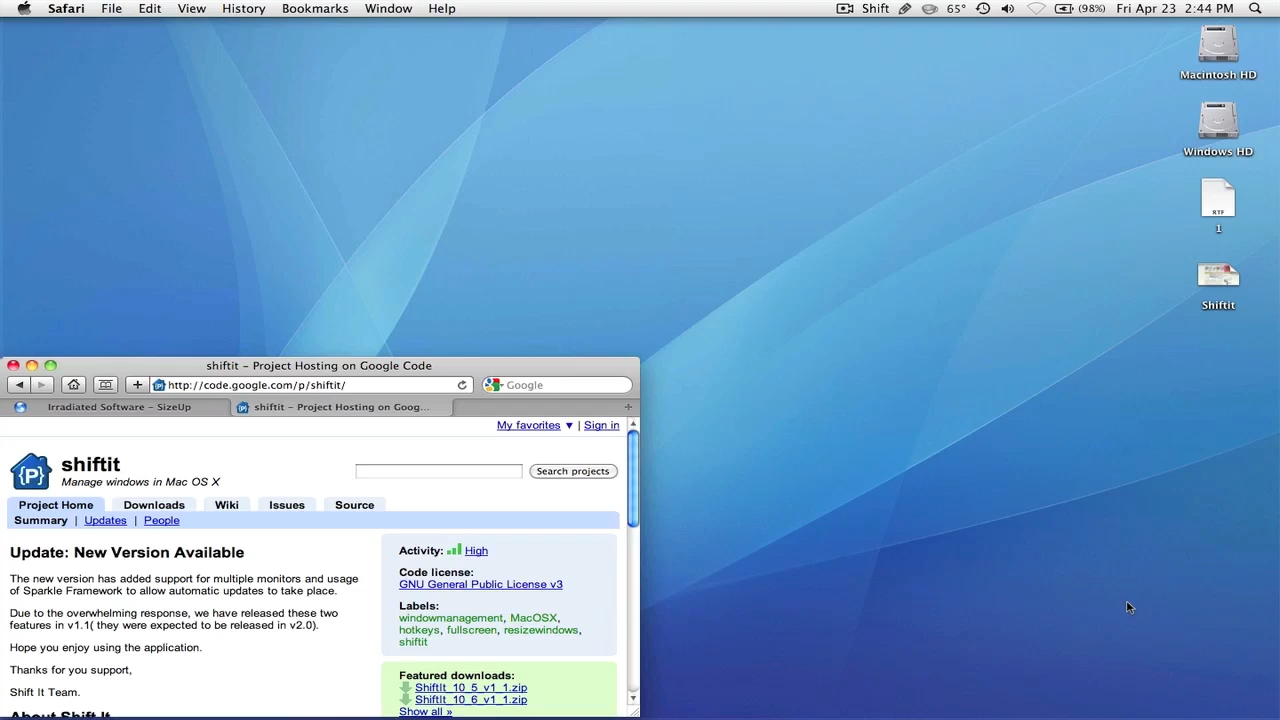 Safari File Edit View History Bookmarks Window Help Shift 65° (98%) Fri Apr 23 2:44 PM
Macintosh HD
Windows HD
RTF
1
Shiftit
shiftit – Project Hosting on Google Code
http://code.google.com/p/shiftit/ Google
Irradiated Software – SizeUp shiftit – Project Hosting on Goog...
My favorites ▼ | Sign in
{P} shiftit
Manage windows in Mac OS X
Search projects
Project Home Downloads Wiki Issues Source
Summary | Updates | People
Update: New Version Available
The new version has added support for multiple monitors and usage
of Sparkle Framework to allow automatic updates to take place.
Due to the overwhelming response, we have released these two
features in v1.1( they were expected to be released in v2.0).
Hope you enjoy using the application.
Thanks for you support,
Shift It Team.
About Shift It
Activity: High
Code license:
GNU General Public License v3
Labels:
windowmanagement, MacOSX,
hotkeys, fullscreen, resizewindows,
shiftit
Featured downloads:
ShiftIt_10_5_v1_1.zip
ShiftIt_10_6_v1_1.zip
Show all »